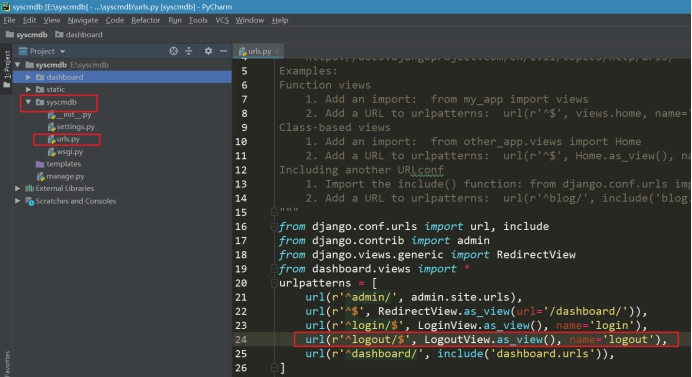 syscmdb [E:\syscmdb] - ...\syscmdb\urls.py [syscmdb] - PyCharm
File Edit View Navigate Code Refactor Run Tools VCS Window Help
syscmdb dashboard
Project
urls.py
1: Project
syscmdb E:\syscmdb
dashboard
static
syscmdb
__init__.py
settings.py
urls.py
wsgi.py
templates
manage.py
External Libraries
Scratches and Consoles
Favorites
4
5 Examples:
6 Function views
7 1. Add an import: from my_app import views
8 2. Add a URL to urlpatterns: url(r'^$', views.home, name='
9 Class-based views
10 1. Add an import: from other_app.views import Home
11 2. Add a URL to urlpatterns: url(r'^$', Home.as_view(), na
12 Including another URLconf
13 1. Import the include() function: from django.conf.urls imp
14 2. Add a URL to urlpatterns: url(r'^blog/', include('blog.
15 """
16 from django.conf.urls import url, include
17 from django.contrib import admin
18 from django.views.generic import RedirectView
19 from dashboard.views import *
20 urlpatterns = [
21 url(r'^admin/', admin.site.urls),
22 url(r'^$', RedirectView.as_view(url='/dashboard/')),
23 url(r'^login/$', LoginView.as_view(), name='login'),
24 url(r'^logout/$', LogoutView.as_view(), name='logout'),
25 url(r'^dashboard/', include('dashboard.urls')),
26 ]